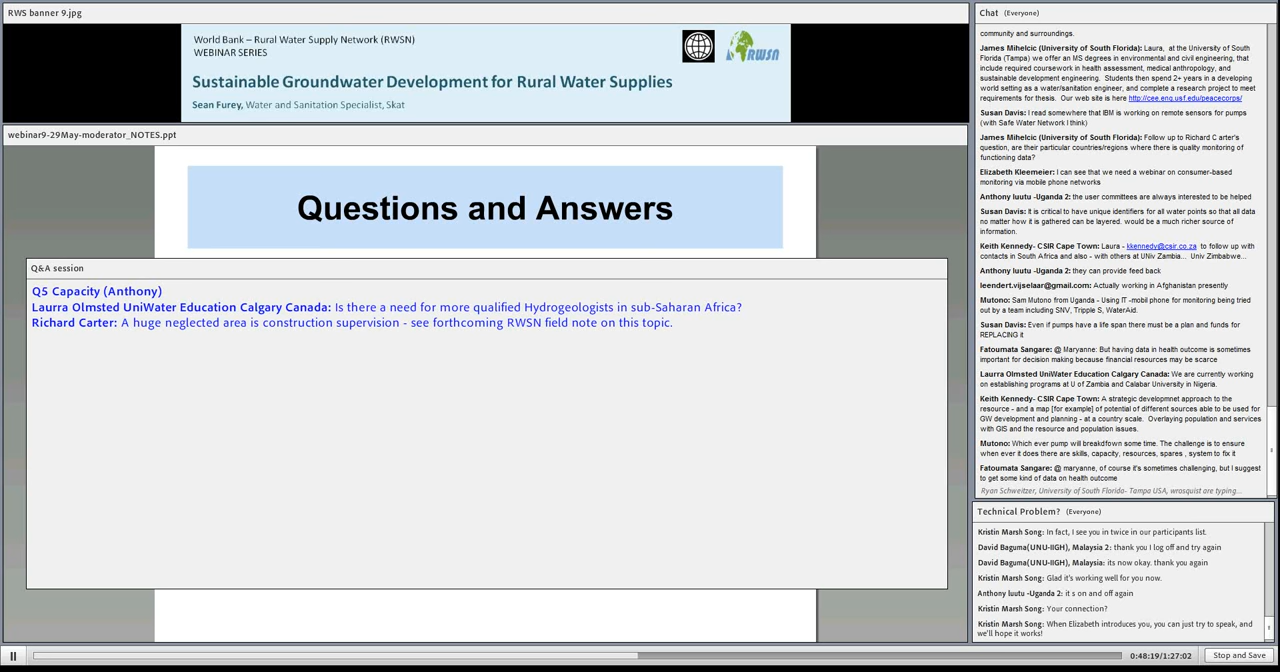 RWS banner 9.jpg
World Bank – Rural Water Supply Network (RWSN)
WEBINAR SERIES
RWSN
Sustainable Groundwater Development for Rural Water Supplies
Sean Furey, Water and Sanitation Specialist, Skat
webinar9-29May-moderator_NOTES.ppt
Questions and Answers
Q&A session
Q5 Capacity (Anthony)
Laurra Olmsted UniWater Education Calgary Canada: Is there a need for more qualified Hydrogeologists in sub-Saharan Africa?
Richard Carter: A huge neglected area is construction supervision - see forthcoming RWSN field note on this topic.
Chat (Everyone)
community and surroundings.
James Mihelcic (University of South Florida): Laura, at the University of South
Florida (Tampa) we offer an MS degrees in environmental and civil engineering, that
include required coursework in health assessment, medical anthropology, and
sustainable development engineering. Students then spend 2+ years in a developing
world setting as a water/sanitation engineer, and complete a research project to meet
requirements for thesis. Our web site is here http://cee.eng.usf.edu/peacecorps/
Susan Davis: I read somewhere that IBM is working on remote sensors for pumps
(with Safe Water Network I think)
James Mihelcic (University of South Florida): Follow up to Richard C arter's
question, are their particular countries/regions where there is quality monitoring of
functioning data?
Elizabeth Kleemeier: I can see that we need a webinar on consumer-based
monitoring via mobile phone networks
Anthony luutu -Uganda 2: the user committees are always interested to be helped
Susan Davis: It is critical to have unique identifiers for all water points so that all data
no matter how it is gathered can be layered. would be a much richer source of
information.
Keith Kennedy- CSIR Cape Town: Laura - kkennedy@csir.co.za to follow up with
contacts in South Africa and also - with others at UNiv Zambia... Univ Zimbabwe...
Anthony luutu -Uganda 2: they can provide feed back
leendert.vijselaar@gmail.com: Actually working in Afghanistan presently
Mutono: Sam Mutono from Uganda - Using IT -mobil phone for monitoring being tried
out by a team including SNV, Tripple S, WaterAid.
Susan Davis: Even if pumps have a life span there must be a plan and funds for
REPLACING it
Fatoumata Sangare: @ Maryanne: But having data in health outcome is sometimes
important for decision making because financial resources may be scarce
Laurra Olmsted UniWater Education Calgary Canada: We are currently working
on establishing programs at U of Zambia and Calabar University in Nigeria.
Keith Kennedy- CSIR Cape Town: A strategic developmnet approach to the
resource - and a map [for example] of potential of different sources able to be used for
GW development and planning - at a country scale. Overlaying population and services
with GIS and the resource and population issues.
Mutono: Which ever pump will breakdfown some time. The challenge is to ensure
when ever it does there are skills, capacity, resources, spares , system to fix it
Fatoumata Sangare: @ maryanne, of course it's sometimes challenging, but I suggest
to get some kind of data on health outcome
Ryan Schweitzer, University of South Florida- Tampa USA, wrosquist are typing...
Technical Problem? (Everyone)
Kristin Marsh Song: In fact, I see you in twice in our participants list.
David Baguma(UNU-IIGH), Malaysia 2: thank you I log off and try again
David Baguma(UNU-IIGH), Malaysia: its now okay. thank you again
Kristin Marsh Song: Glad it's working well for you now.
Anthony luutu -Uganda 2: it s on and off again
Kristin Marsh Song: Your connection?
Kristin Marsh Song: When Elizabeth introduces you, you can just try to speak, and
we'll hope it works!
0:48:19/1:27:02
Stop and Save